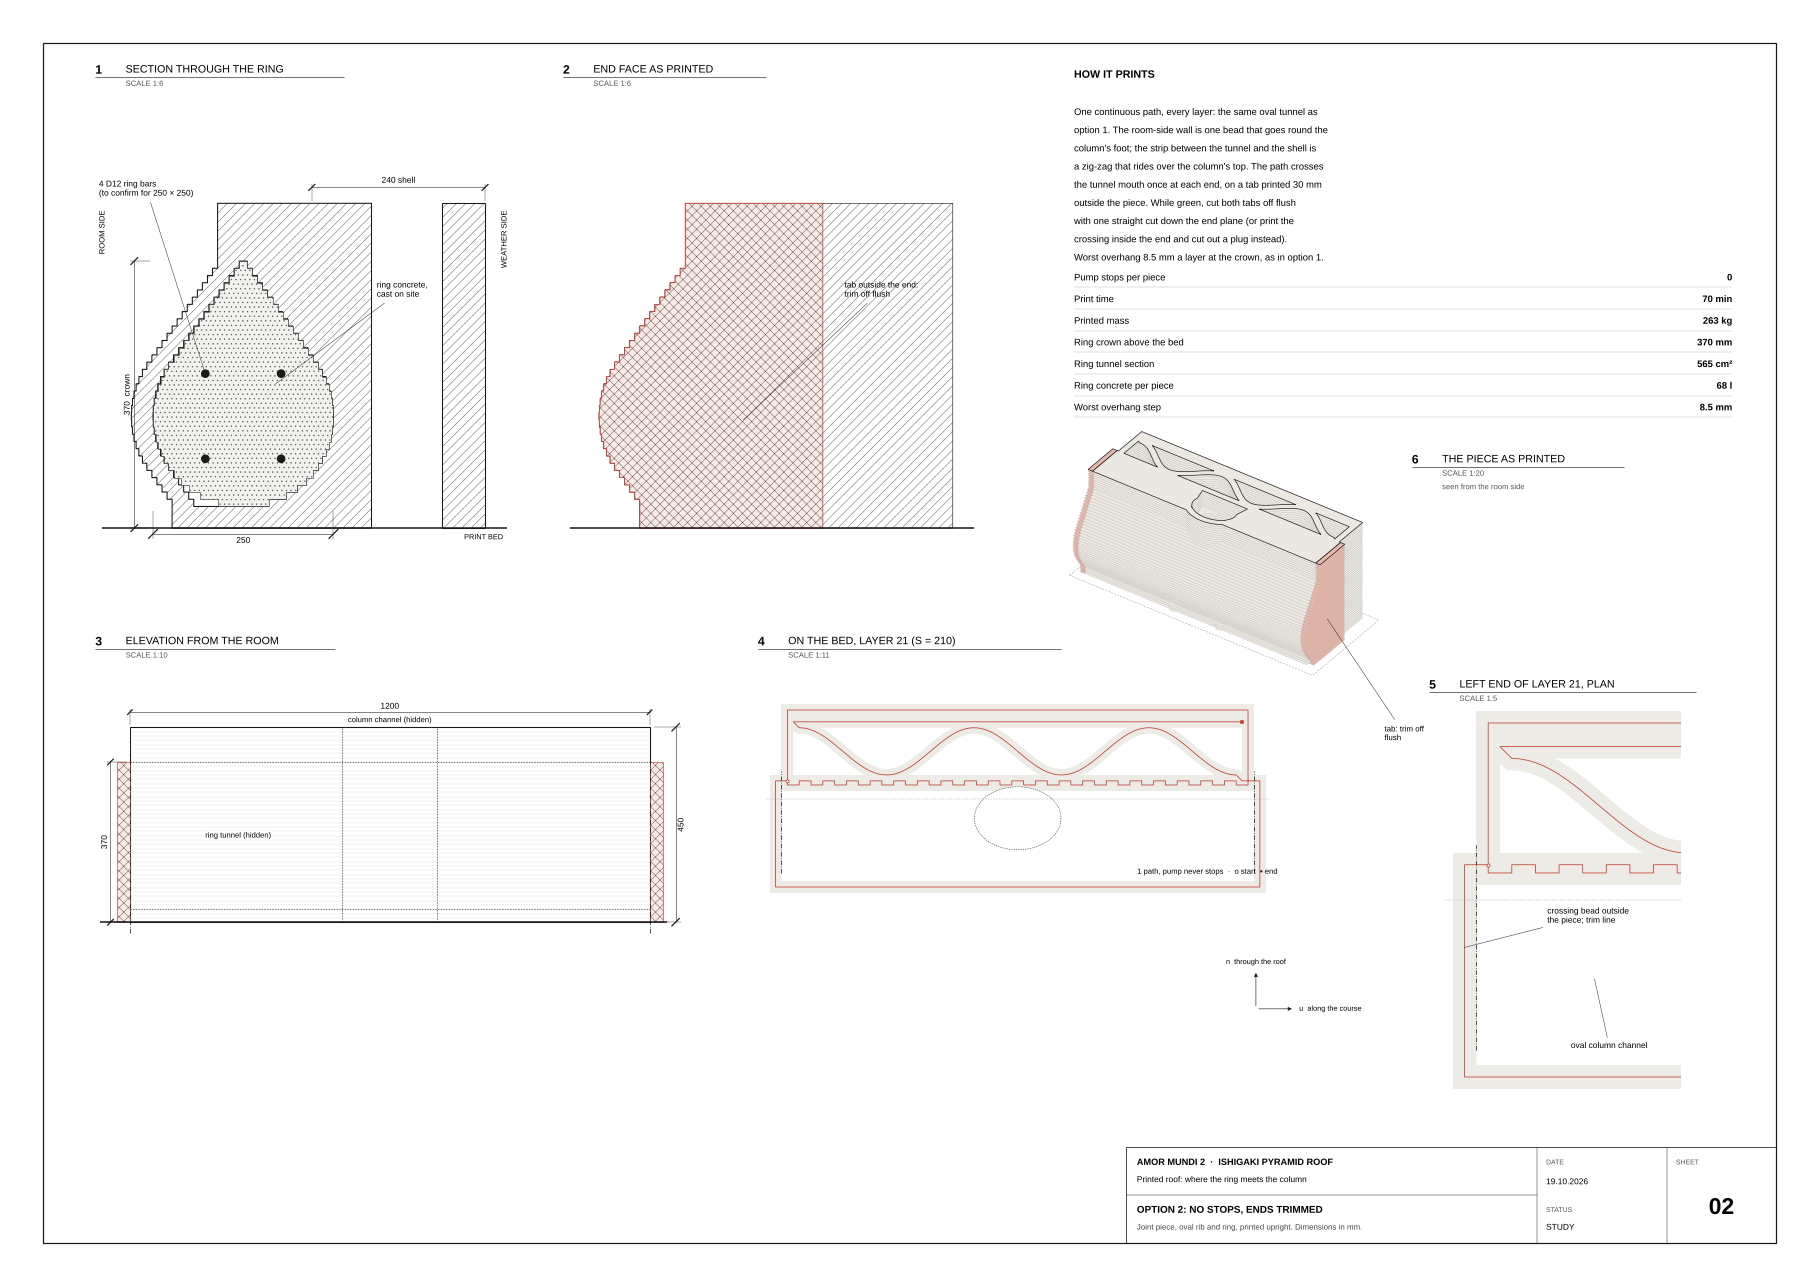 1 SECTION THROUGH THE RING
SCALE 1:6
4 D12 ring bars
(to confirm for 250 × 250)
240 shell
ROOM SIDE
WEATHER SIDE
ring concrete,
cast on site
370 crown
250
PRINT BED
2 END FACE AS PRINTED
SCALE 1:6
tab outside the end:
trim off flush
HOW IT PRINTS
One continuous path, every layer: the same oval tunnel as
option 1. The room-side wall is one bead that goes round the
column's foot; the strip between the tunnel and the shell is
a zig-zag that rides over the column's top. The path crosses
the tunnel mouth once at each end, on a tab printed 30 mm
outside the piece. While green, cut both tabs off flush
with one straight cut down the end plane (or print the
crossing inside the end and cut out a plug instead).
Worst overhang 8.5 mm a layer at the crown, as in option 1.
Pump stops per piece 0
Print time 70 min
Printed mass 263 kg
Ring crown above the bed 370 mm
Ring tunnel section 565 cm²
Ring concrete per piece 68 l
Worst overhang step 8.5 mm
6 THE PIECE AS PRINTED
SCALE 1:20
seen from the room side
tab: trim off
flush
3 ELEVATION FROM THE ROOM
SCALE 1:10
1200
column channel (hidden)
ring tunnel (hidden)
370
450
4 ON THE BED, LAYER 21 (S = 210)
SCALE 1:11
1 path, pump never stops · o start • end
n through the roof
u along the course
5 LEFT END OF LAYER 21, PLAN
SCALE 1:5
crossing bead outside
the piece; trim line
oval column channel
AMOR MUNDI 2 · ISHIGAKI PYRAMID ROOF
Printed roof: where the ring meets the column
OPTION 2: NO STOPS, ENDS TRIMMED
Joint piece, oval rib and ring, printed upright. Dimensions in mm.
DATE
19.10.2026
STATUS
STUDY
SHEET
02